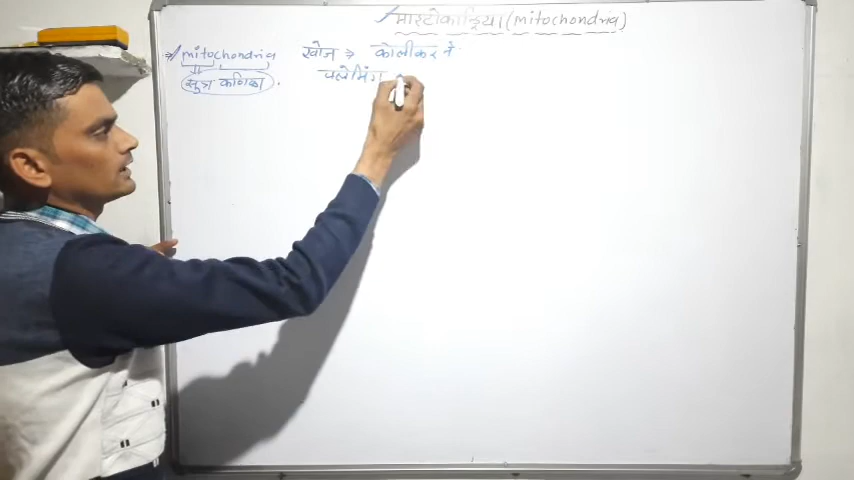 माइटोकाॅड्रिया (mitochondria)
mitochondria खोज ⇒ कोलीकर ने
सूत्र कणिका . फ्लेमिंग